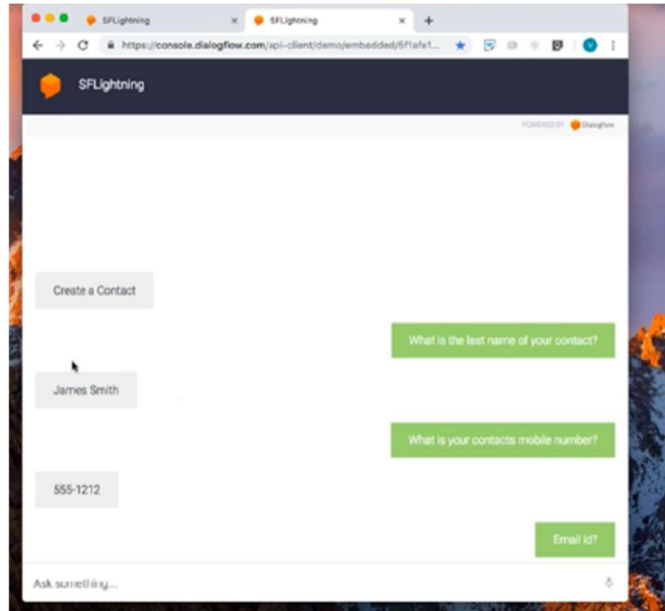 SFLightning
SFLightning
https://console.dialogflow.com/api-client/demo/embedded/5f1afe1...
SFLightning
POWERED BY Dialogflow
Create a Contact
What is the last name of your contact?
James Smith
What is your contacts mobile number?
555-1212
Email id?
Ask something...